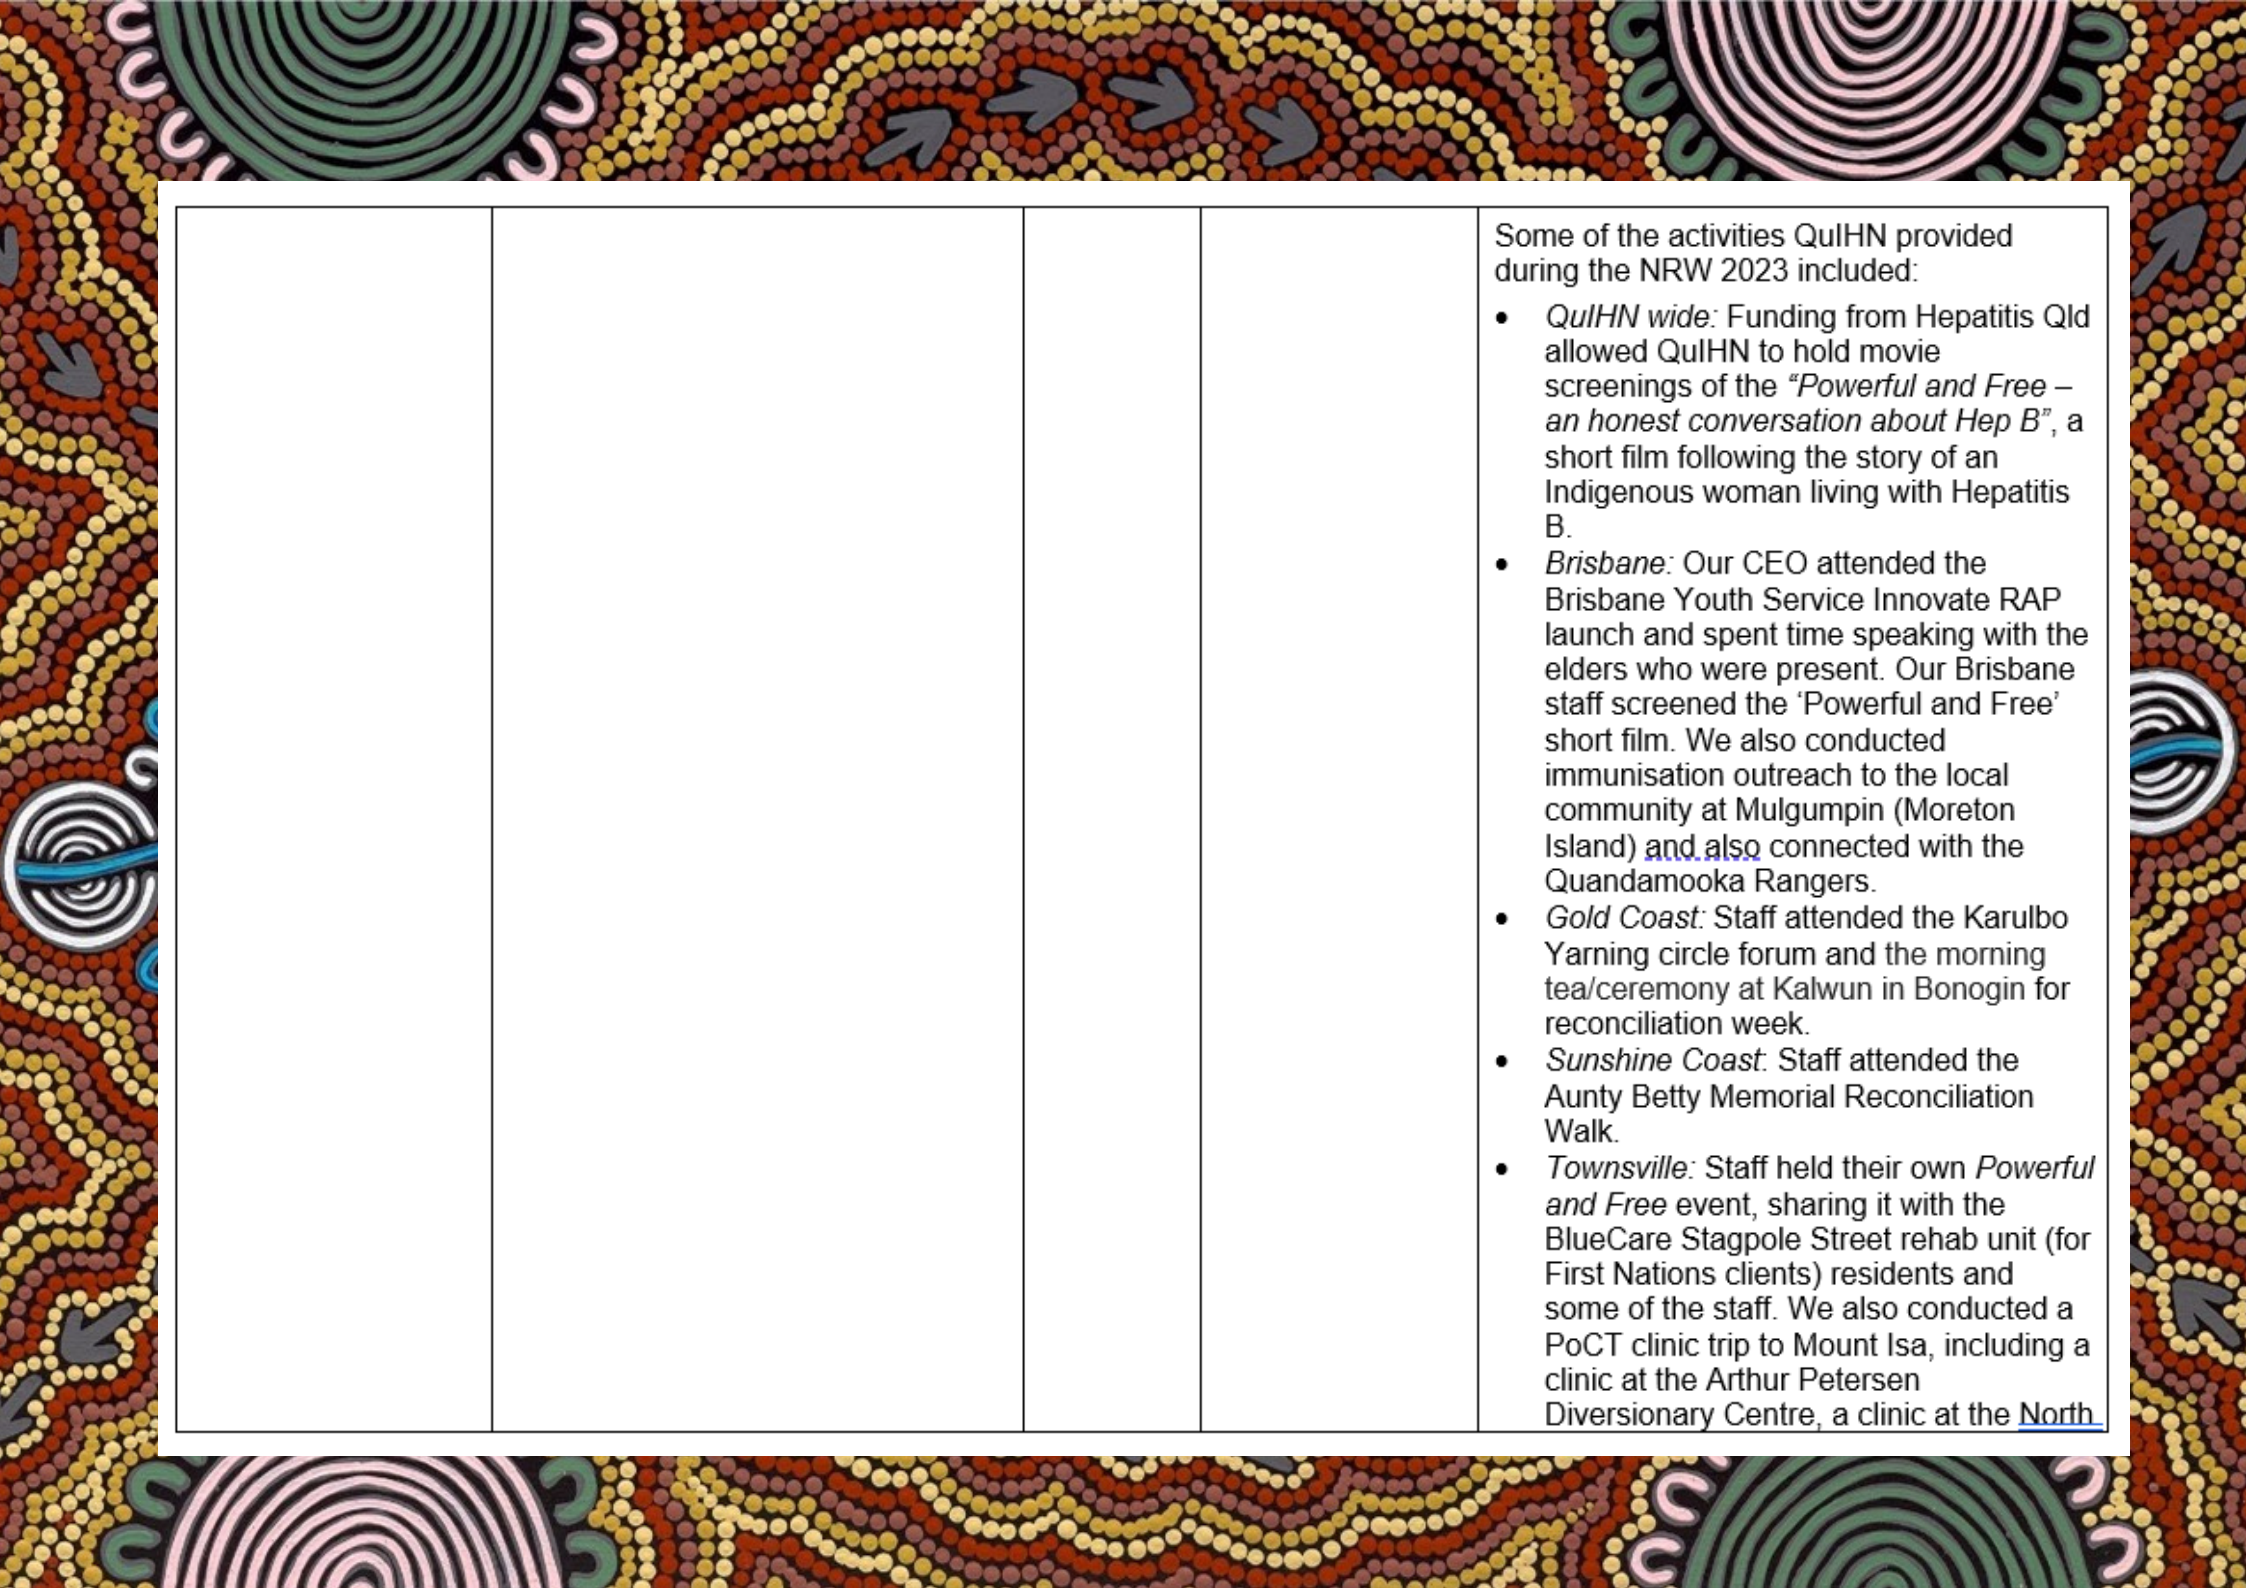 Some of the activities QuIHN provided
during the NRW 2023 included:
• QuIHN wide: Funding from Hepatitis Qld
allowed QuIHN to hold movie
screenings of the “Powerful and Free –
an honest conversation about Hep B”, a
short film following the story of an
Indigenous woman living with Hepatitis
B.
• Brisbane: Our CEO attended the
Brisbane Youth Service Innovate RAP
launch and spent time speaking with the
elders who were present. Our Brisbane
staff screened the ‘Powerful and Free’
short film. We also conducted
immunisation outreach to the local
community at Mulgumpin (Moreton
Island) and also connected with the
Quandamooka Rangers.
• Gold Coast: Staff attended the Karulbo
Yarning circle forum and the morning
tea/ceremony at Kalwun in Bonogin for
reconciliation week.
• Sunshine Coast: Staff attended the
Aunty Betty Memorial Reconciliation
Walk.
• Townsville: Staff held their own Powerful
and Free event, sharing it with the
BlueCare Stagpole Street rehab unit (for
First Nations clients) residents and
some of the staff. We also conducted a
PoCT clinic trip to Mount Isa, including a
clinic at the Arthur Petersen
Diversionary Centre, a clinic at the North